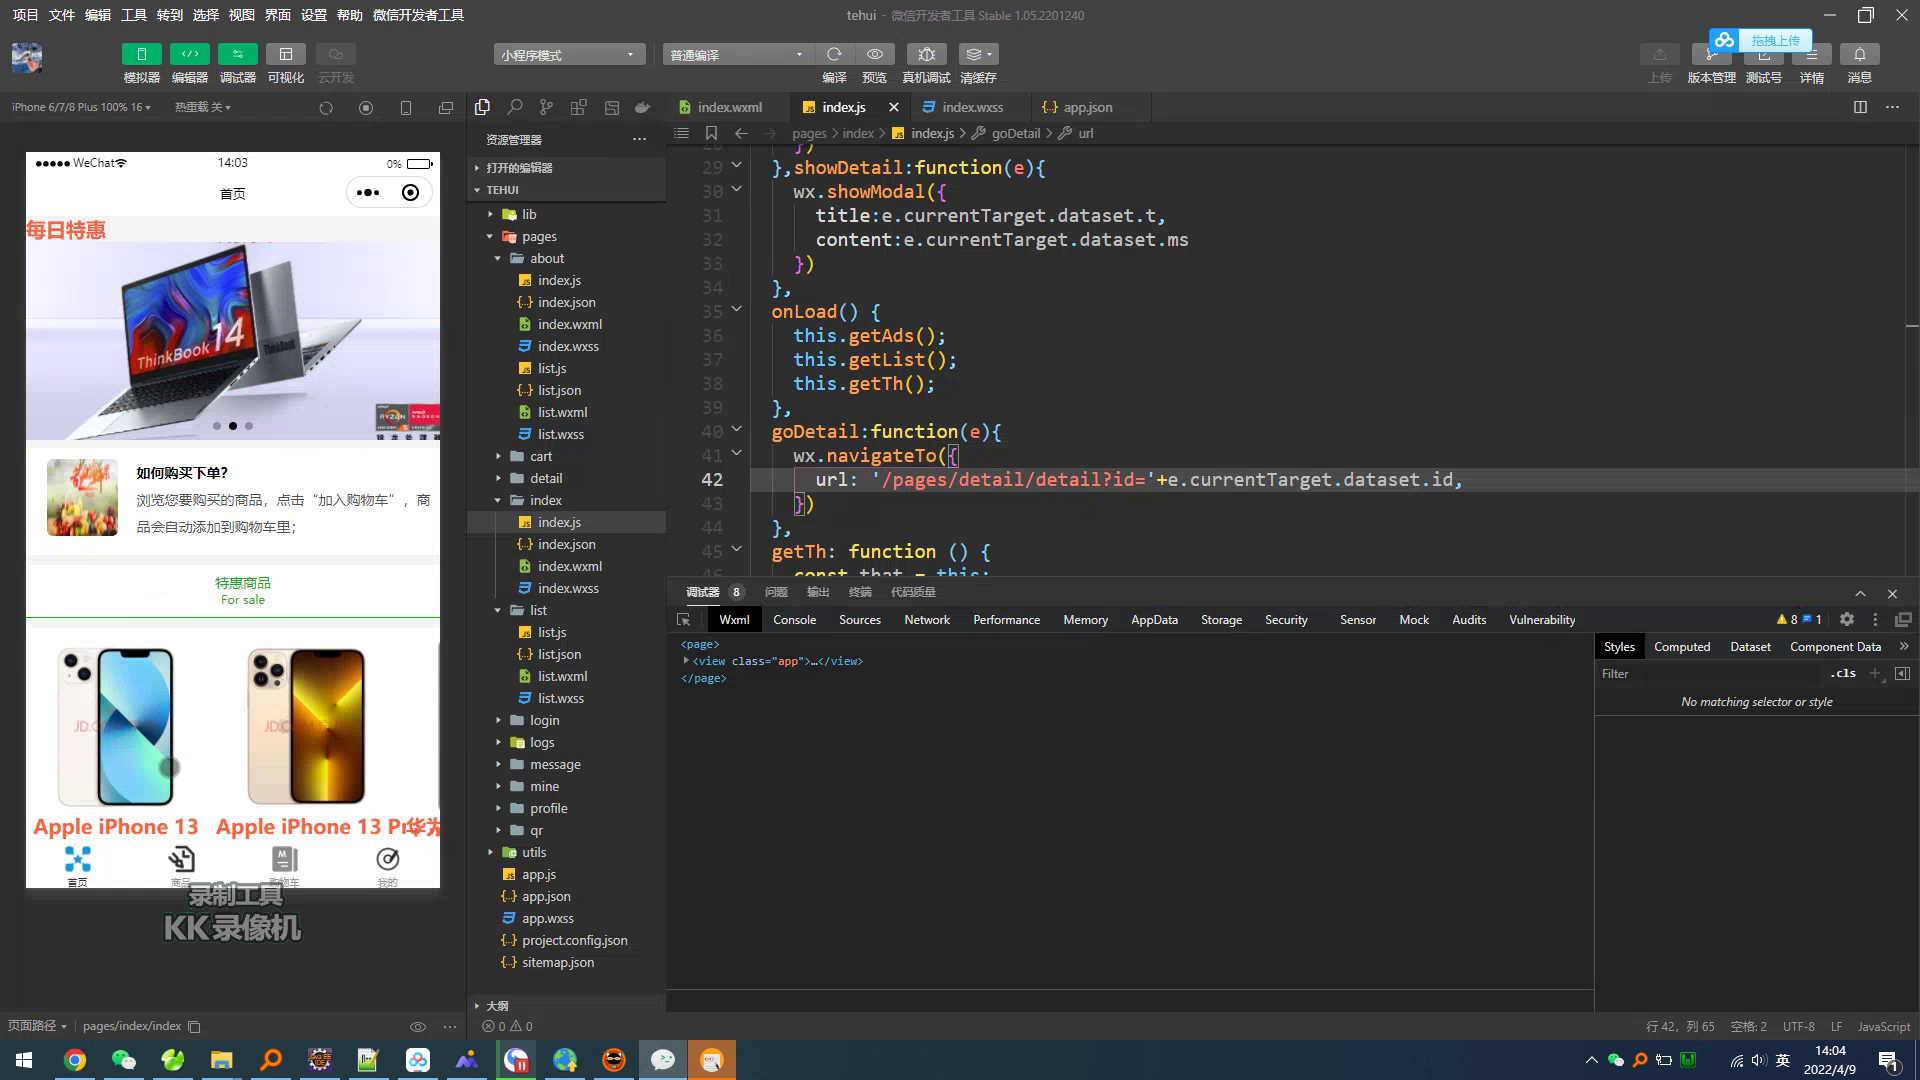 项目 文件 编辑 工具 转到 选择 视图 界面 设置 帮助 微信开发者工具
tehui - 微信开发者工具 Stable 1.05.2201240
拖拽上传
小程序模式
普通编译
模拟器 编辑器 调试器 可视化 云开发
编译 预览 真机调试 清缓存
上传 版本管理 测试号 详情 消息
iPhone 6/7/8 Plus 100% 16
热重载 关
index.wxml
index.js
index.wxss
app.json
资源管理器
pages > index > index.js > goDetail > url
打开的编辑器
TEHUI
lib
pages
about
index.js
index.json
index.wxml
index.wxss
list.js
list.json
list.wxml
list.wxss
cart
detail
index
index.js
index.json
index.wxml
index.wxss
list
list.js
list.json
list.wxml
list.wxss
login
logs
message
mine
profile
qr
utils
app.js
app.json
app.wxss
project.config.json
sitemap.json
大纲
WeChat
14:03
0%
首页
每日特惠
ThinkBook 14
ThinkBook
RYZEN
AMD RADEON
如何购买下单?
浏览您要购买的商品，点击“加入购物车”，商
品会自动添加到购物车里；
特惠商品
For sale
Apple iPhone 13
Apple iPhone 13 Pr
华为
首页
商品
购物车
我的
录制工具
KK 录像机
28 })
29 },showDetail:function(e){
30 wx.showModal({
31 title:e.currentTarget.dataset.t,
32 content:e.currentTarget.dataset.ms
33 })
34 },
35 onLoad() {
36 this.getAds();
37 this.getList();
38 this.getTh();
39 },
40 goDetail:function(e){
41 wx.navigateTo({
42 url: '/pages/detail/detail?id='+e.currentTarget.dataset.id,
43 })
44 },
45 getTh: function () {
46 const that = this;
调试器 8 问题 输出 终端 代码质量
Wxml Console Sources Network Performance Memory AppData Storage Security Sensor Mock Audits Vulnerability
8 1
<page>
<view class="app">…</view>
</page>
Styles Computed Dataset Component Data »
Filter
.cls
No matching selector or style
页面路径
pages/index/index
0 0
行 42，列 65 空格: 2 UTF-8 LF JavaScript
英
14:04
2022/4/9
1